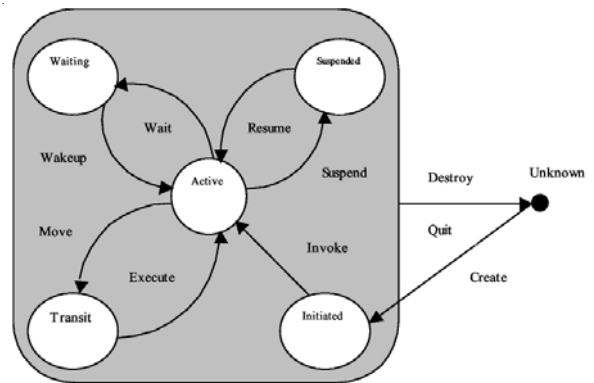 Waiting
Suspended
Wait
Resume
Wakeup
Suspend
Active
Destroy
Unknown
Move
Quit
Invoke
Execute
Create
Transit
Initiated